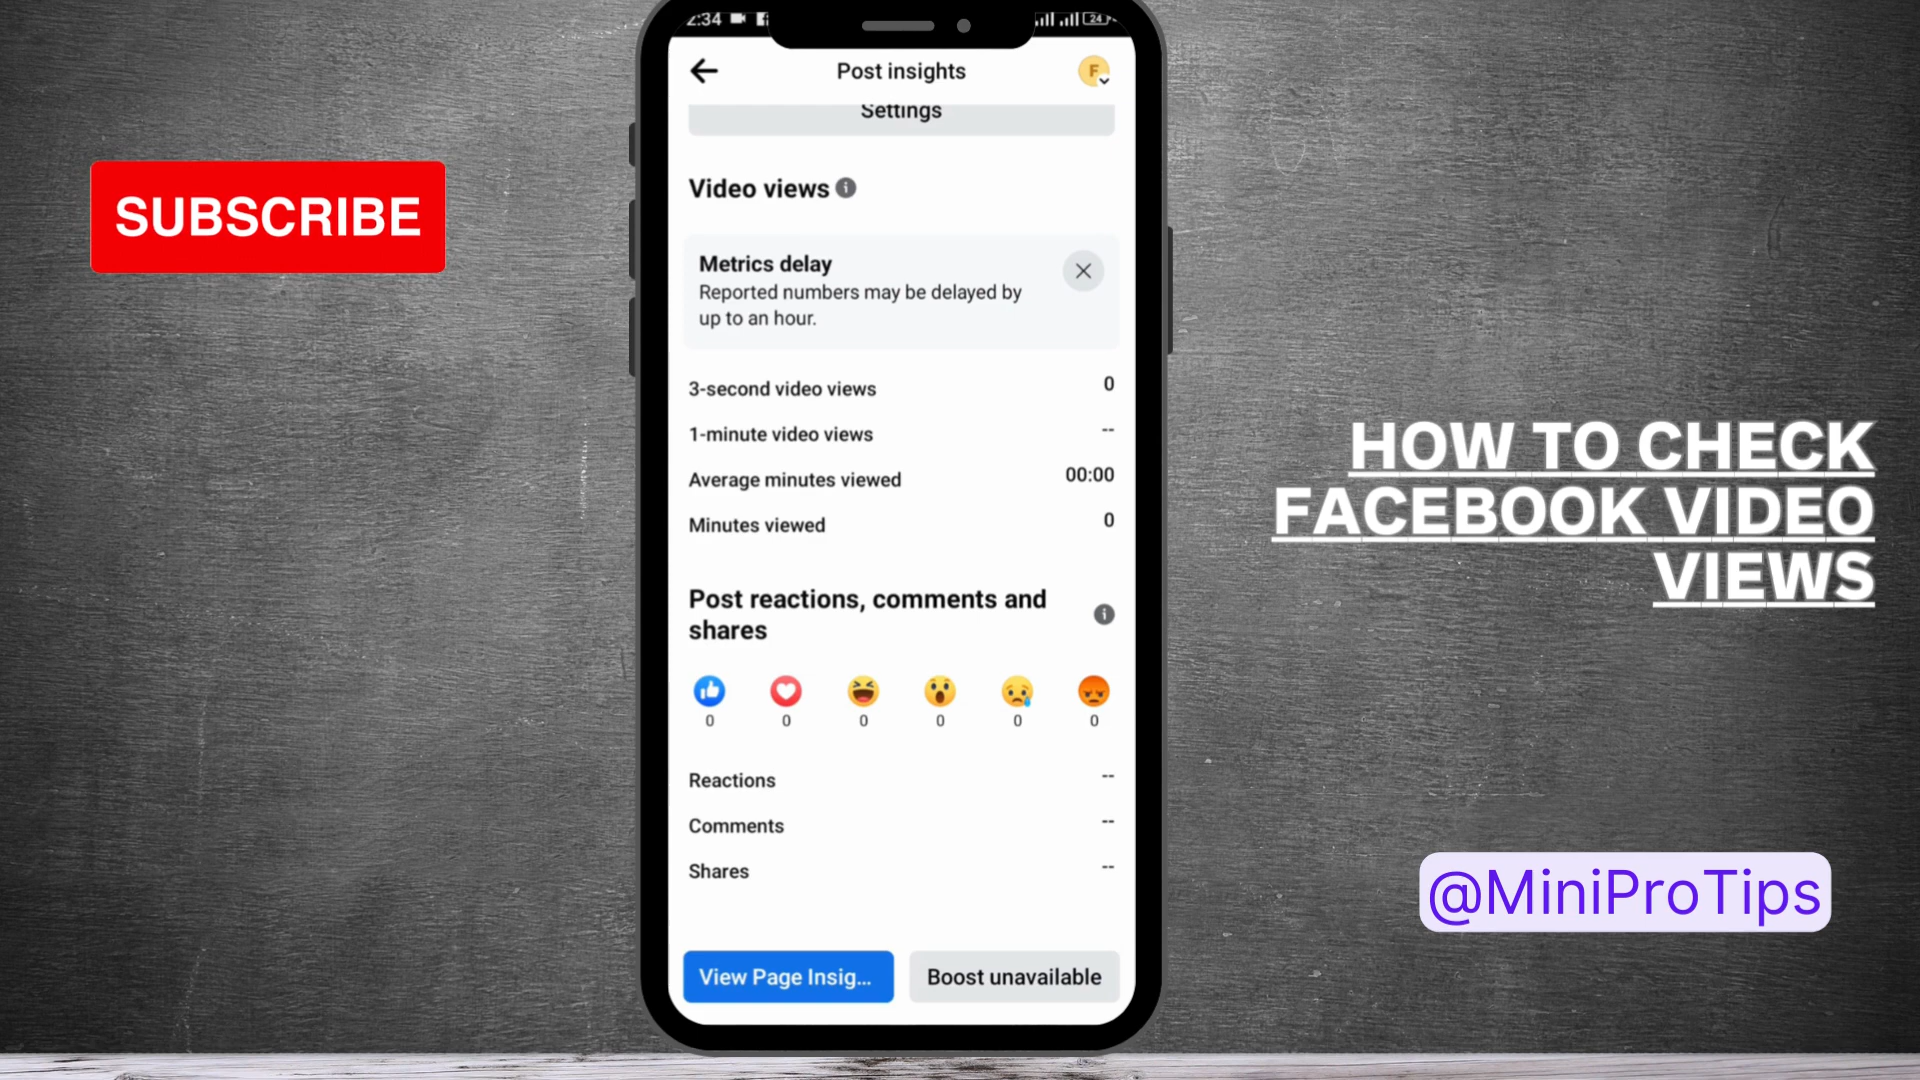 2:34
24
Post insights
F
Settings
SUBSCRIBE
Video views
Metrics delay
Reported numbers may be delayed by
up to an hour.
3-second video views 0
1-minute video views --
Average minutes viewed 00:00
Minutes viewed 0
HOW TO CHECK
FACEBOOK VIDEO
VIEWS
Post reactions, comments and
shares
0 0 0 0 0 0
Reactions --
Comments --
Shares --
@MiniProTips
View Page Insig...
Boost unavailable